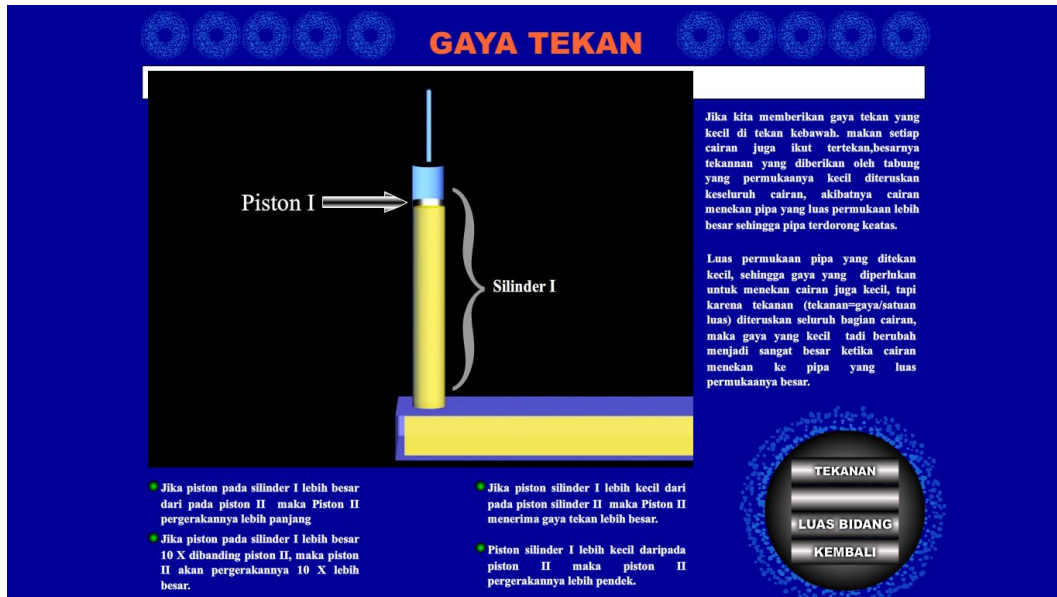 GAYA TEKAN
Piston I
Silinder I
Jika kita memberikan gaya tekan yang
kecil di tekan kebawah. makan setiap
cairan juga ikut tertekan,besarnya
tekannan yang diberikan oleh tabung
yang permukaanya kecil diteruskan
keseluruh cairan, akibatnya cairan
menekan pipa yang luas permukaan lebih
besar sehingga pipa terdorong keatas.
Luas permukaan pipa yang ditekan
kecil, sehingga gaya yang diperlukan
untuk menekan cairan juga kecil, tapi
karena tekanan (tekanan=gaya/satuan
luas) diteruskan seluruh bagian cairan,
maka gaya yang kecil tadi berubah
menjadi sangat besar ketika cairan
menekan ke pipa yang luas
permukaanya besar.
Jika piston pada silinder I lebih besar
dari pada piston II maka Piston II
pergerakannya lebih panjang
Jika piston pada silinder I lebih besar
10 X dibanding piston II, maka piston
II akan pergerakannya 10 X lebih
besar.
Jika piston silinder I lebih kecil dari
pada piston silinder II maka Piston II
menerima gaya tekan lebih besar.
Piston silinder I lebih kecil daripada
piston II maka piston II
pergerakannya lebih pendek.
TEKANAN
LUAS BIDANG
KEMBALI